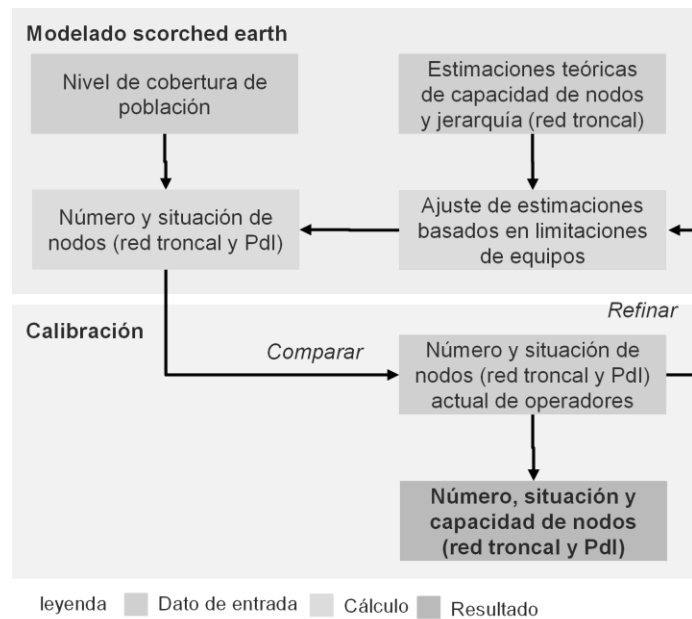 Modelado scorched earth
Nivel de cobertura de
población
Estimaciones teóricas
de capacidad de nodos
y jerarquía (red troncal)
Número y situación de
nodos (red troncal y PdI)
Ajuste de estimaciones
basados en limitaciones
de equipos
Refinar
Calibración
Comparar
Número y situación de
nodos (red troncal y PdI)
actual de operadores
Número, situación y
capacidad de nodos
(red troncal y PdI)
leyenda Dato de entrada Cálculo Resultado